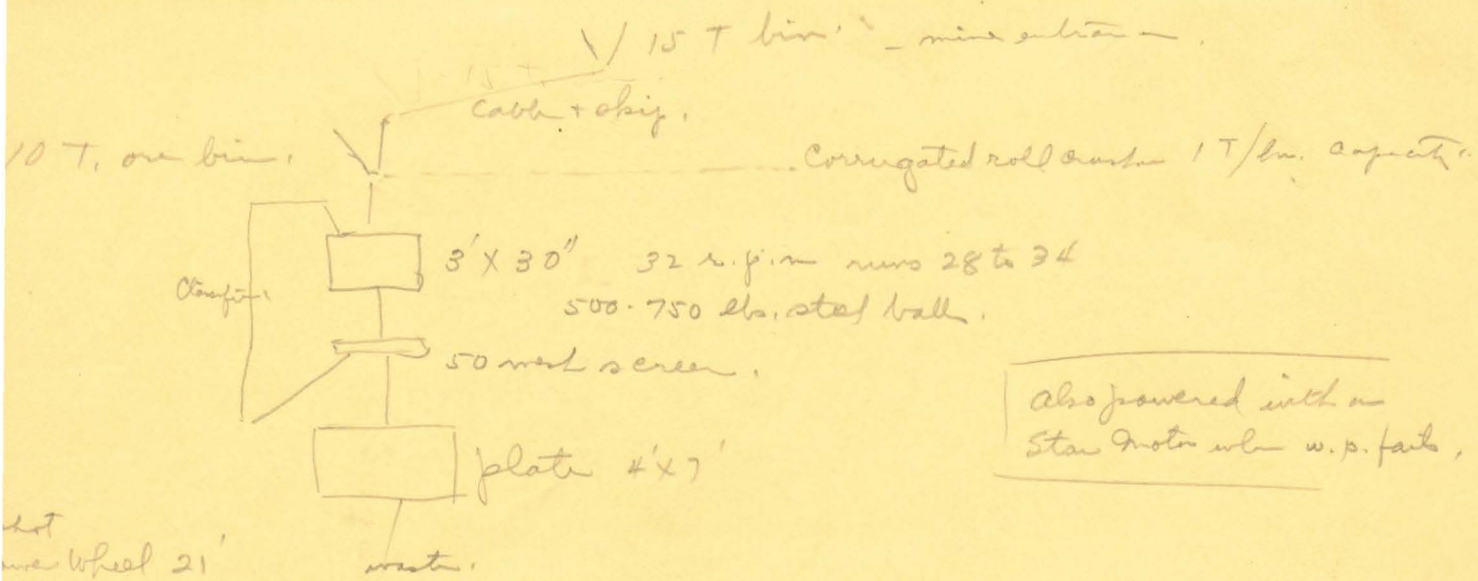 15 T bin - mine entrance.
cable + skip.
10 T. ore bin.
Corrugated roll crusher 1 T/hr. capacity.
3' X 30" 32 r.p.m runs 28 to 34
Classifier
500-750 lbs. steel balls.
50 mesh screen.
also powered with a
Star Motor when w.p. fails.
plate 4'X7'
Wheel 21'
waste.